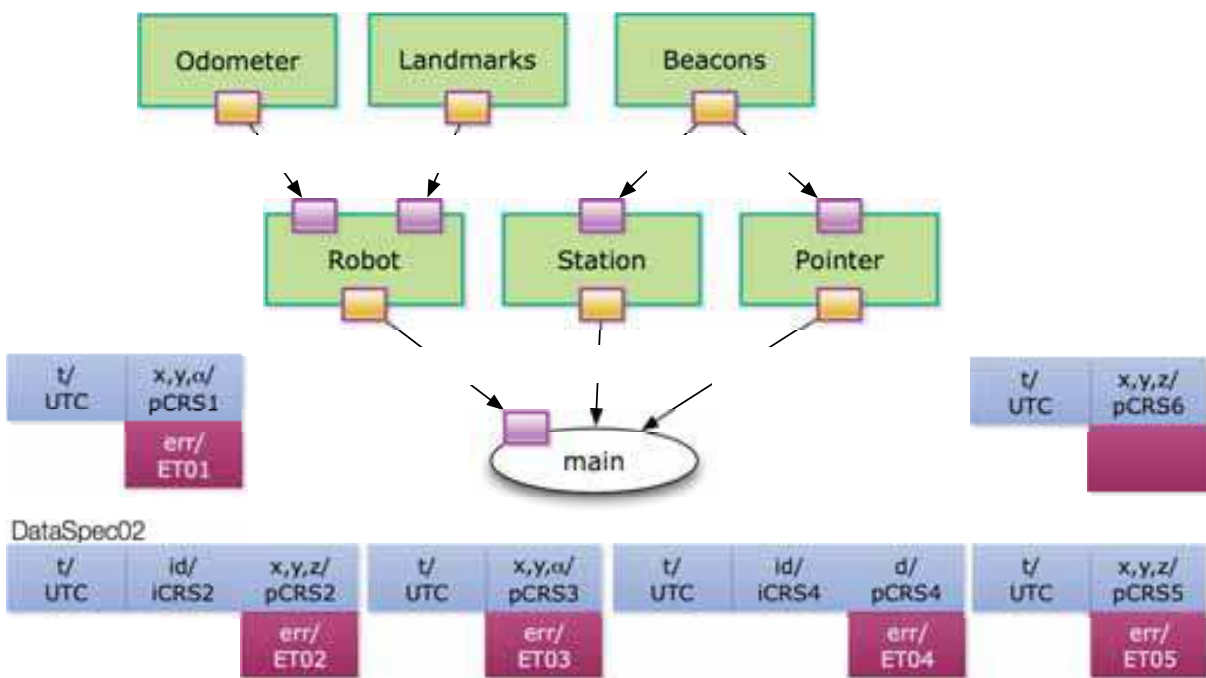 Odometer
Landmarks
Beacons
Robot
Station
Pointer
main
t/
UTC
x,y,α/
pCRS1
err/
ET01
t/
UTC
x,y,z/
pCRS6
DataSpec02
t/
UTC
id/
iCRS2
x,y,z/
pCRS2
err/
ET02
t/
UTC
x,y,α/
pCRS3
err/
ET03
t/
UTC
id/
iCRS4
d/
pCRS4
err/
ET04
t/
UTC
x,y,z/
pCRS5
err/
ET05